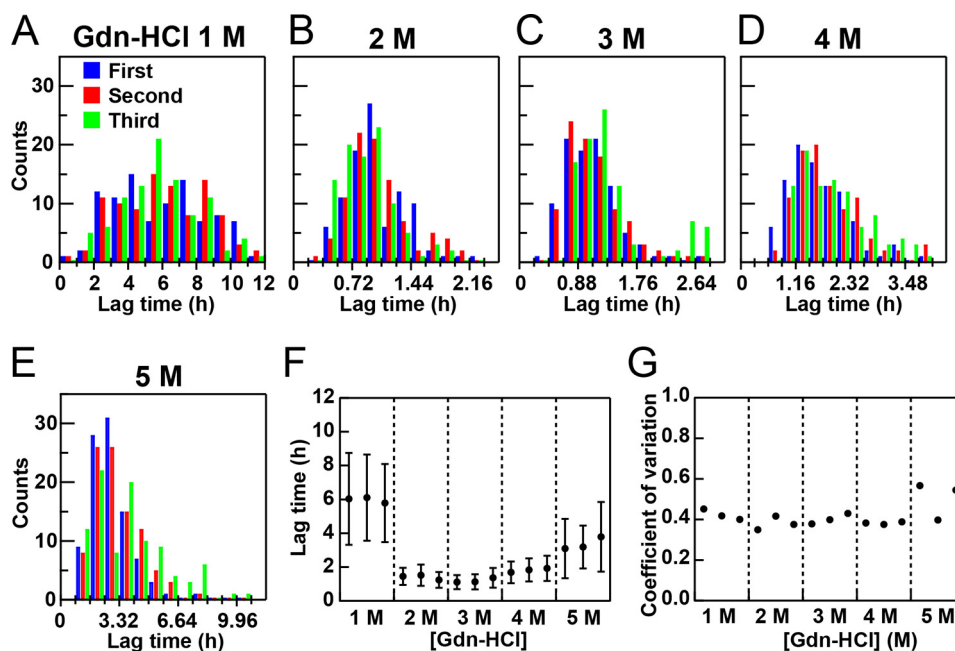 A
Gdn-HCl 1 M
B
2 M
C
3 M
D
4 M
First
Second
Third
Counts
30
20
10
0
0 2 4 6 8 10 12
Lag time (h)
0 0.72 1.44 2.16
Lag time (h)
0 0.88 1.76 2.64
Lag time (h)
0 1.16 2.32 3.48
Lag time (h)
E
5 M
Counts
30
20
10
0
0 3.32 6.64 9.96
Lag time (h)
F
Lag time (h)
12
10
8
6
4
2
0
1 M 2 M 3 M 4 M 5 M
[Gdn-HCl]
G
Coefficient of variation
1.0
0.8
0.6
0.4
0.2
0.0
1 M 2 M 3 M 4 M 5 M
[Gdn-HCl] (M)